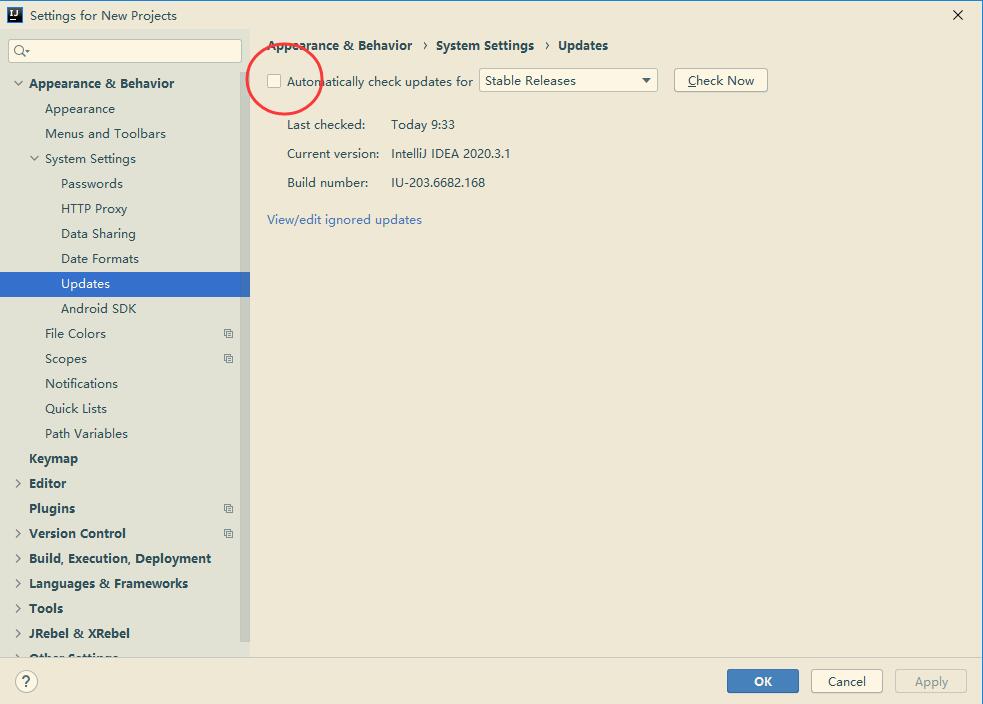 Settings for New Projects
Appearance & Behavior › System Settings › Updates
Appearance & Behavior
Appearance
Menus and Toolbars
System Settings
Passwords
HTTP Proxy
Data Sharing
Date Formats
Updates
Android SDK
File Colors
Scopes
Notifications
Quick Lists
Path Variables
Keymap
Editor
Plugins
Version Control
Build, Execution, Deployment
Languages & Frameworks
Tools
JRebel & XRebel
Other Settings
Automatically check updates for Stable Releases Check Now
Last checked: Today 9:33
Current version: IntelliJ IDEA 2020.3.1
Build number: IU-203.6682.168
View/edit ignored updates
? OK Cancel Apply